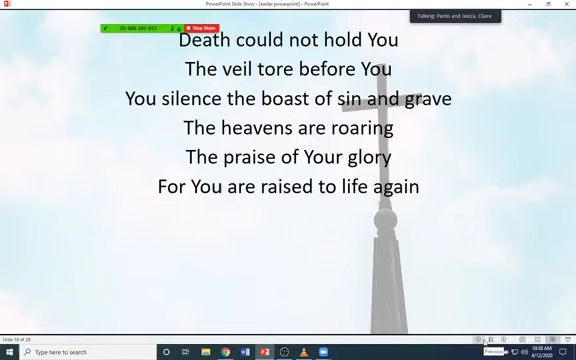 PowerPoint Slide Show - [easter powerpoint] - PowerPoint
Talking: Paolo and Jeizza, Claire
Stop Share
Death could not hold You
The veil tore before You
You silence the boast of sin and grave
The heavens are roaring
The praise of Your glory
For You are raised to life again
Slide 18 of 28
Previous
Type here to search
10:38 AM
4/12/2020